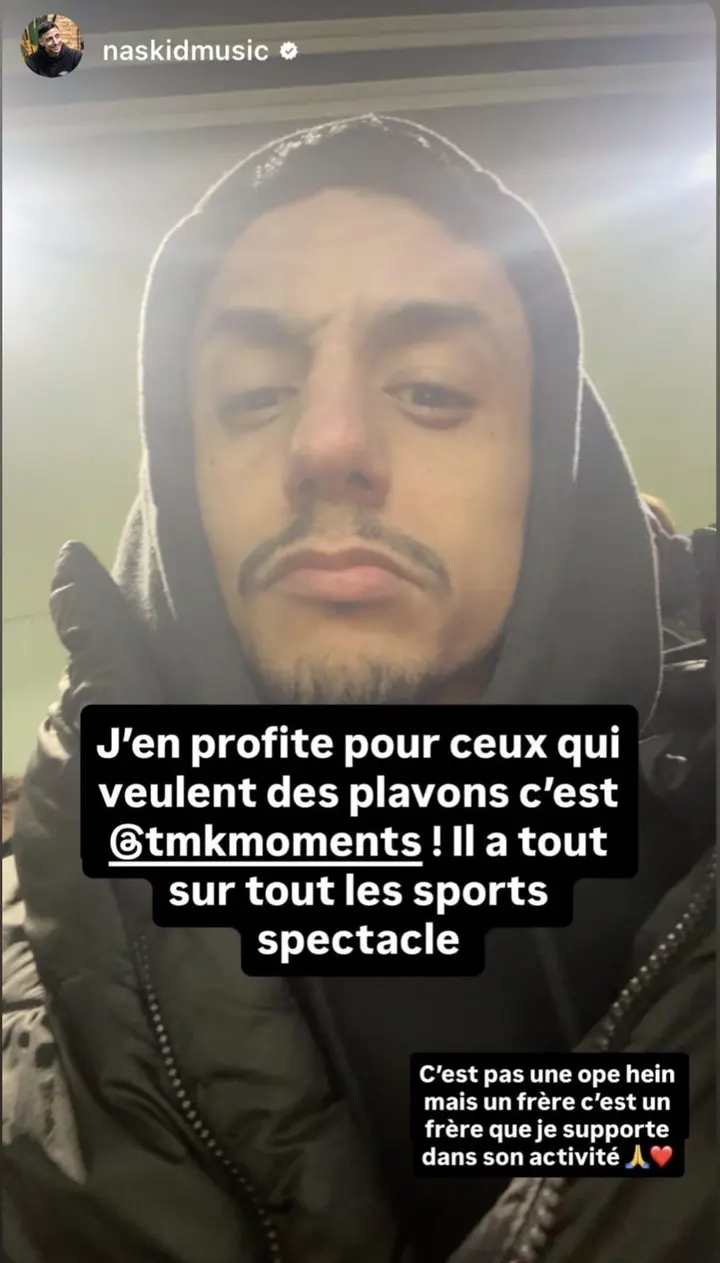 naskidmusic
J’en profite pour ceux qui
veulent des plavons c’est
@tmkmoments ! Il a tout
sur tout les sports
spectacle
C’est pas une ope hein
mais un frère c’est un
frère que je supporte
dans son activité 🙏❤️